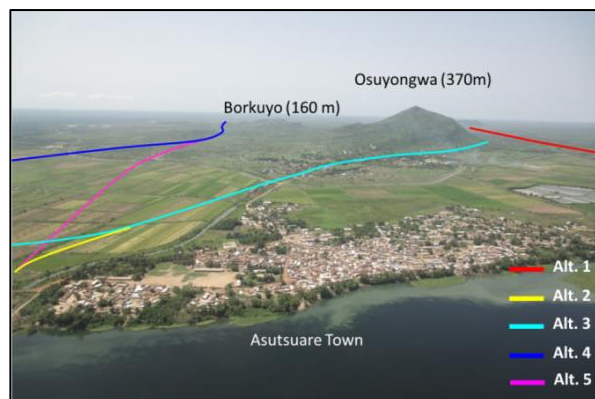 Osuyongwa (370m)
Borkuyo (160 m)
Alt. 1
Alt. 2
Alt. 3
Alt. 4
Alt. 5
Asutsuare Town